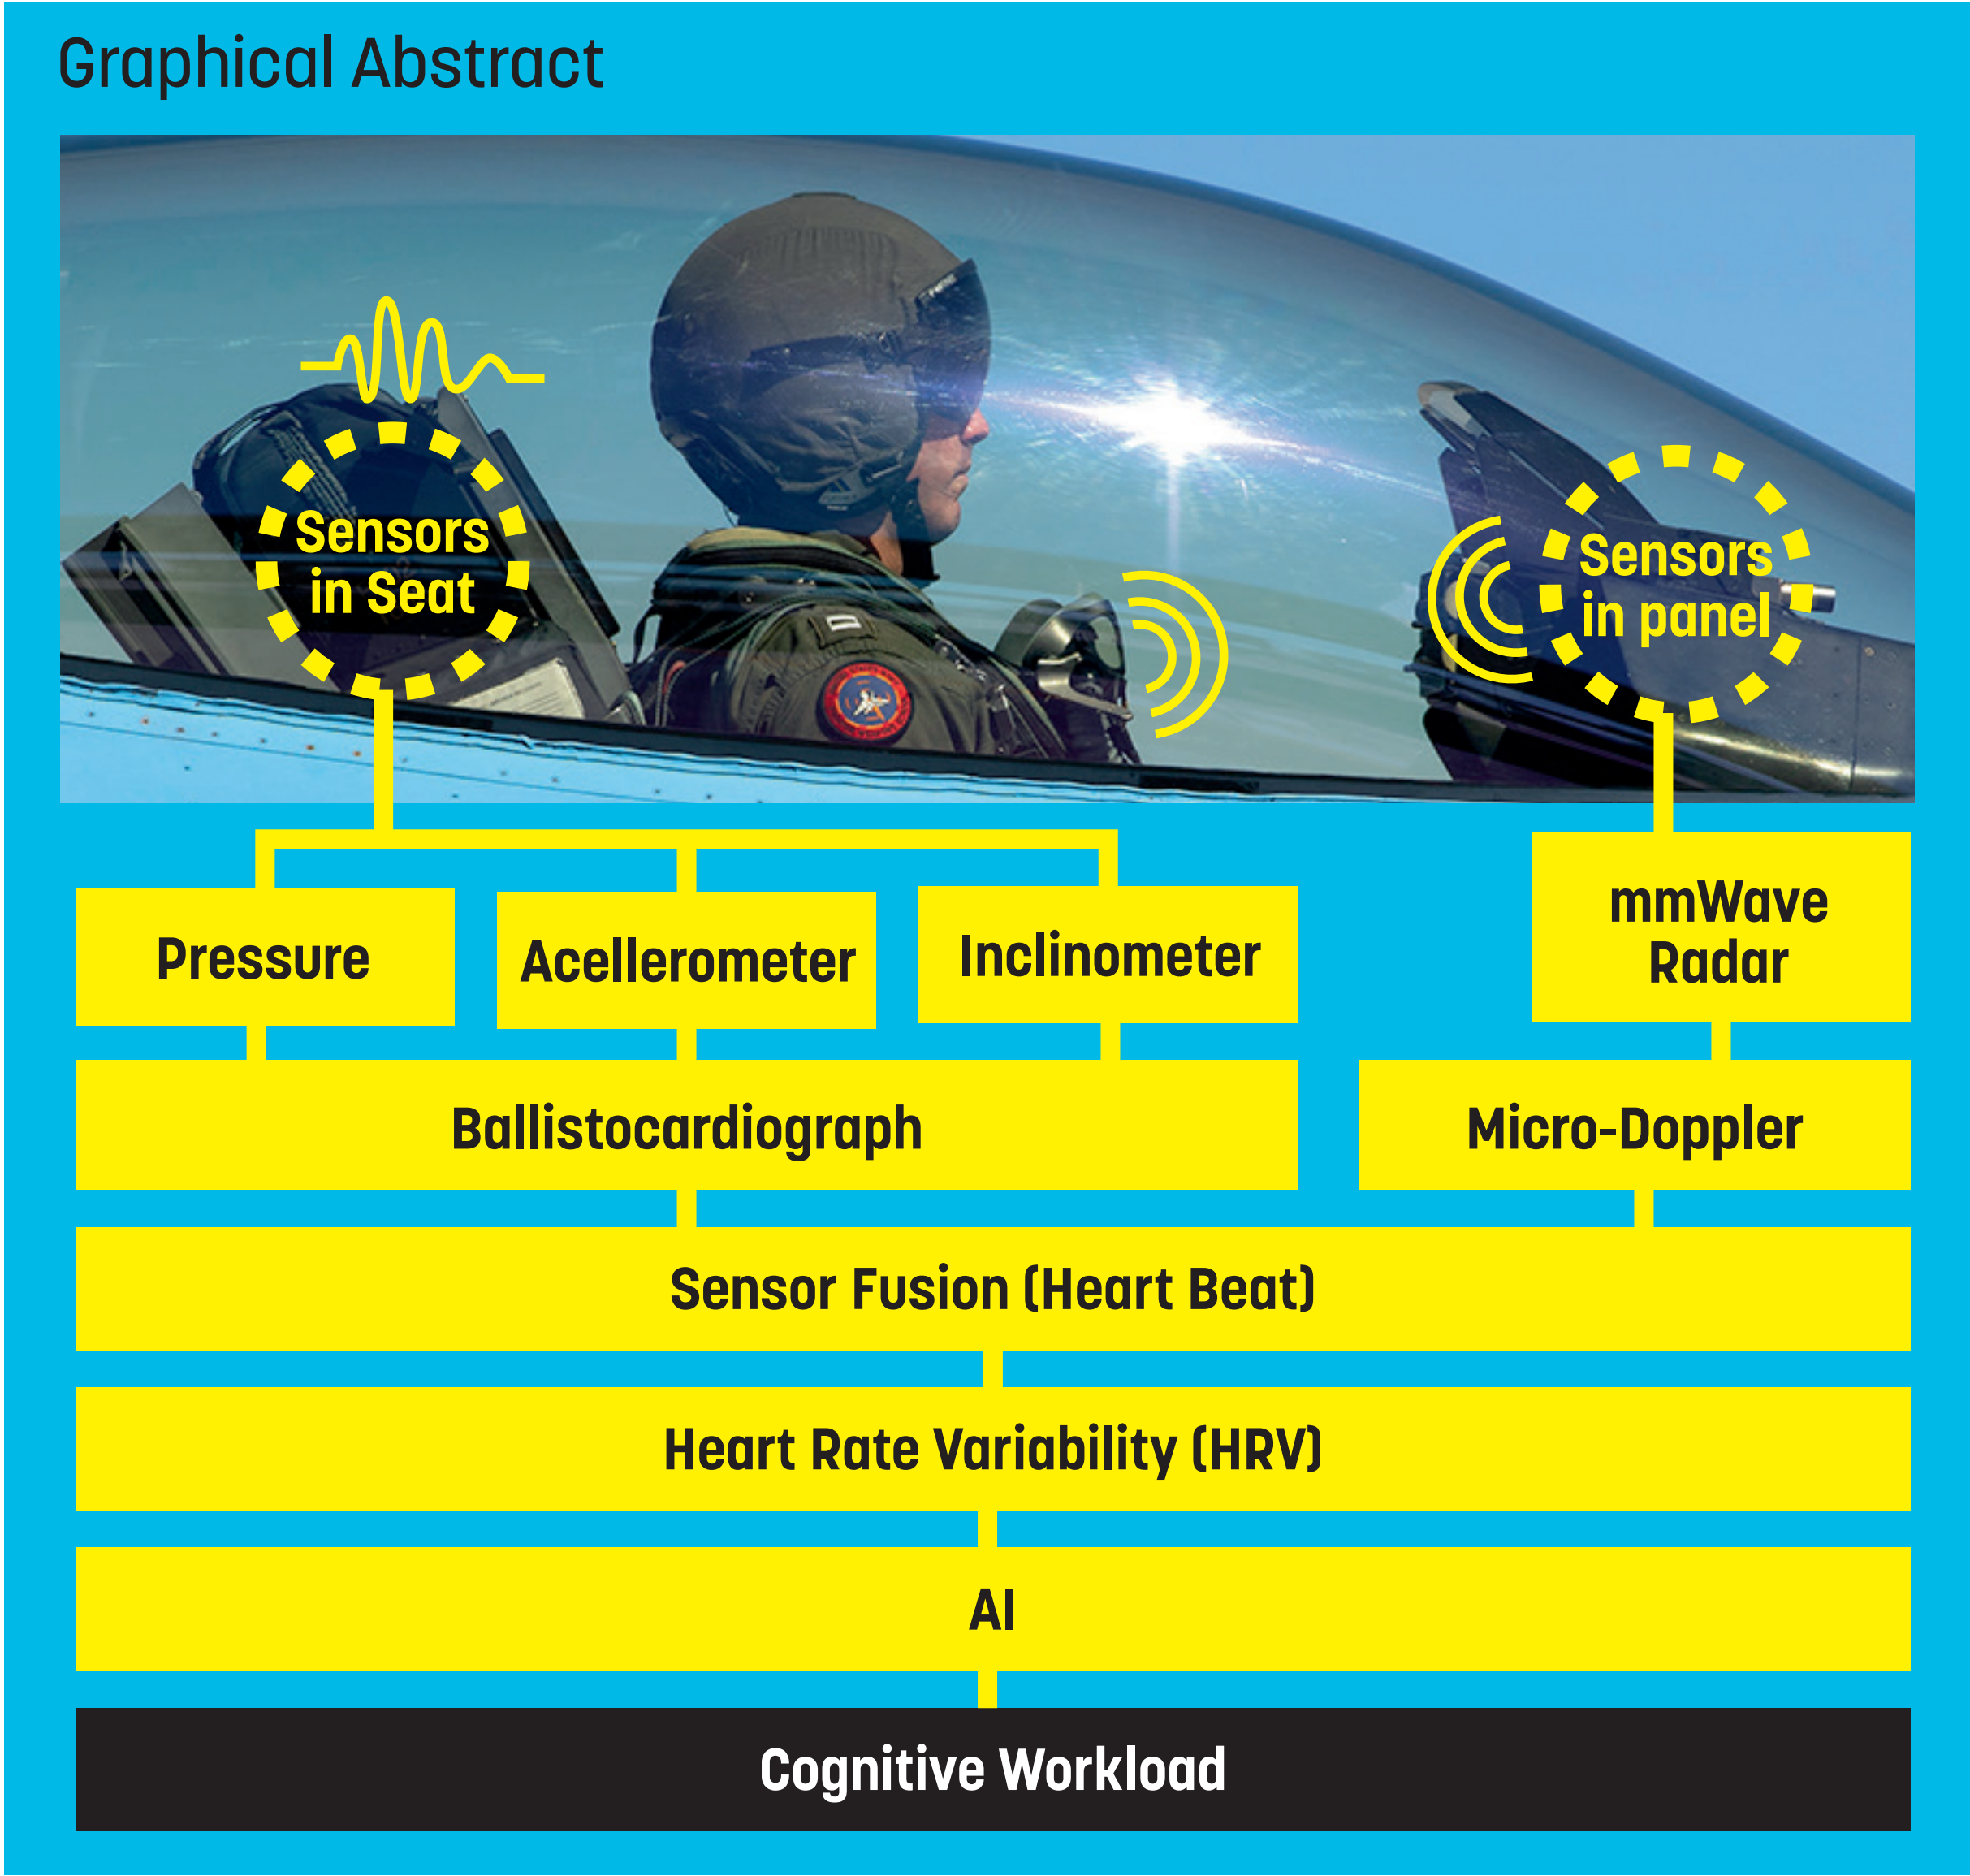 Graphical Abstract
Sensors
in Seat
Sensors
in panel
Pressure
Acellerometer
Inclinometer
mmWave
Radar
Ballistocardiograph
Micro-Doppler
Sensor Fusion (Heart Beat)
Heart Rate Variability (HRV)
AI
Cognitive Workload